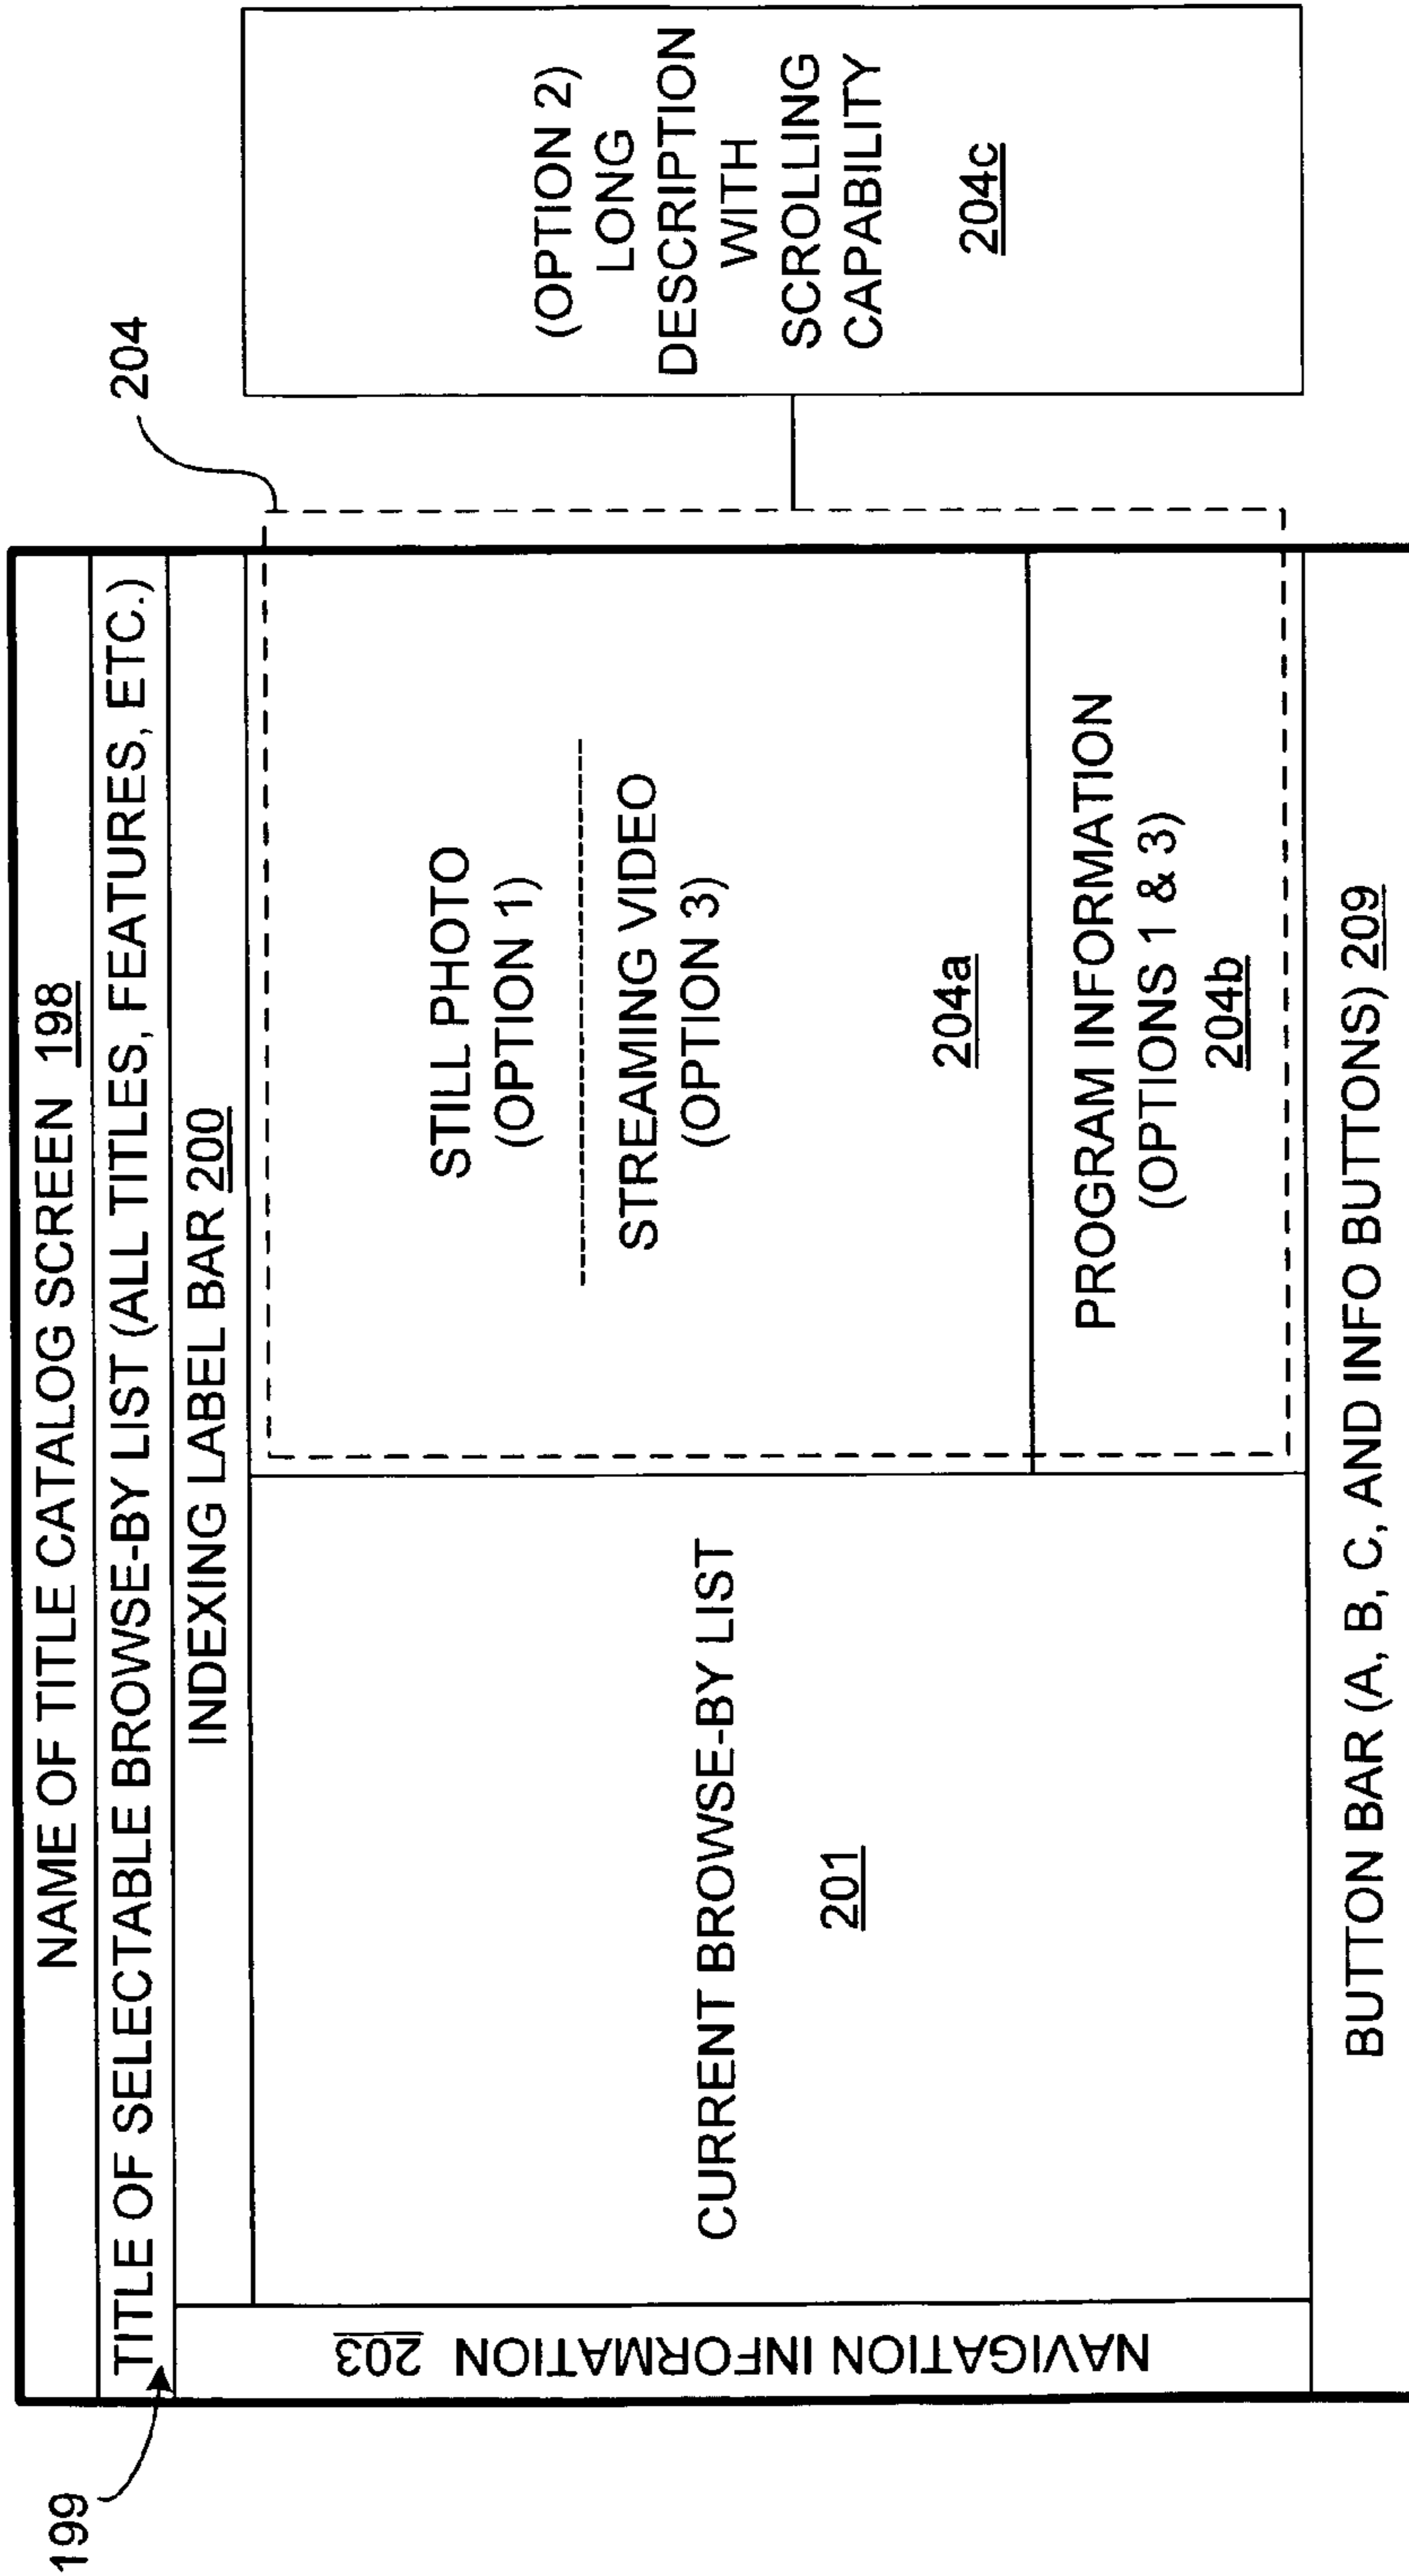 NAME OF TITLE CATALOG SCREEN 198
199
TITLE OF SELECTABLE BROWSE-BY LIST (ALL TITLES, FEATURES, ETC.)
204
INDEXING LABEL BAR 200
NAVIGATION INFORMATION 203
CURRENT BROWSE-BY LIST
201
STILL PHOTO
(OPTION 1)
STREAMING VIDEO
(OPTION 3)
204a
PROGRAM INFORMATION
(OPTIONS 1 & 3)
204b
(OPTION 2)
LONG
DESCRIPTION
WITH
SCROLLING
CAPABILITY
204c
BUTTON BAR (A, B, C, AND INFO BUTTONS) 209